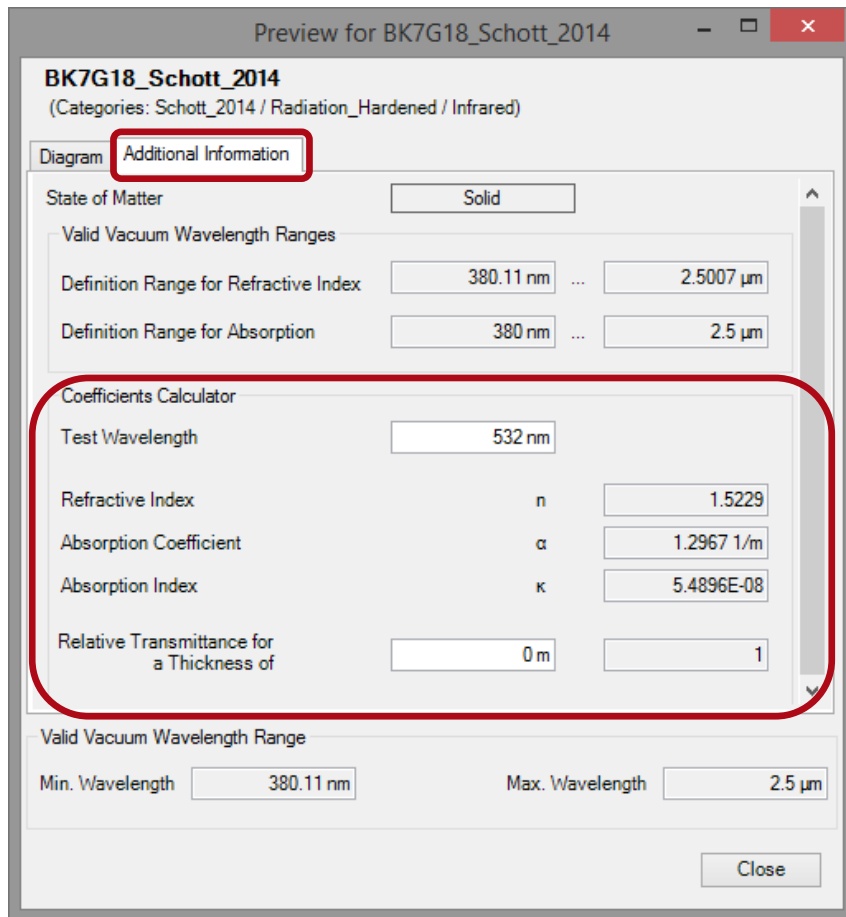 Preview for BK7G18_Schott_2014
BK7G18_Schott_2014
(Categories: Schott_2014 / Radiation_Hardened / Infrared)
Diagram Additional Information
State of Matter Solid
Valid Vacuum Wavelength Ranges
Definition Range for Refractive Index 380.11 nm ... 2.5007 µm
Definition Range for Absorption 380 nm ... 2.5 µm
Coefficients Calculator
Test Wavelength 532 nm
Refractive Index n 1.5229
Absorption Coefficient α 1.2967 1/m
Absorption Index κ 5.4896E-08
Relative Transmittance for
a Thickness of 0 m 1
Valid Vacuum Wavelength Range
Min. Wavelength 380.11 nm Max. Wavelength 2.5 µm
Close